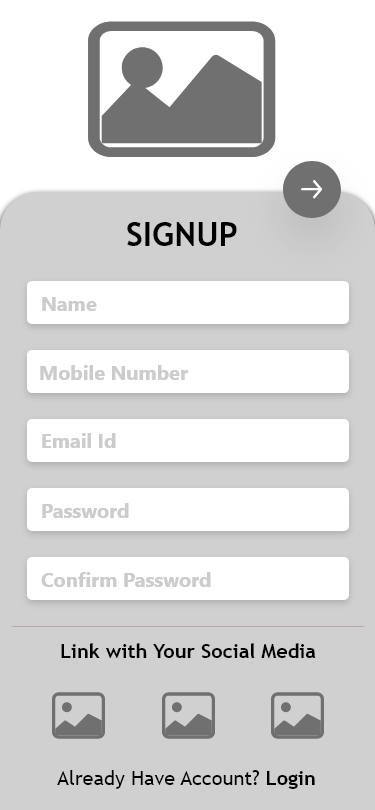 SIGNUP
Name
Mobile Number
Email Id
Password
Confirm Password
Link with Your Social Media
Already Have Account? Login